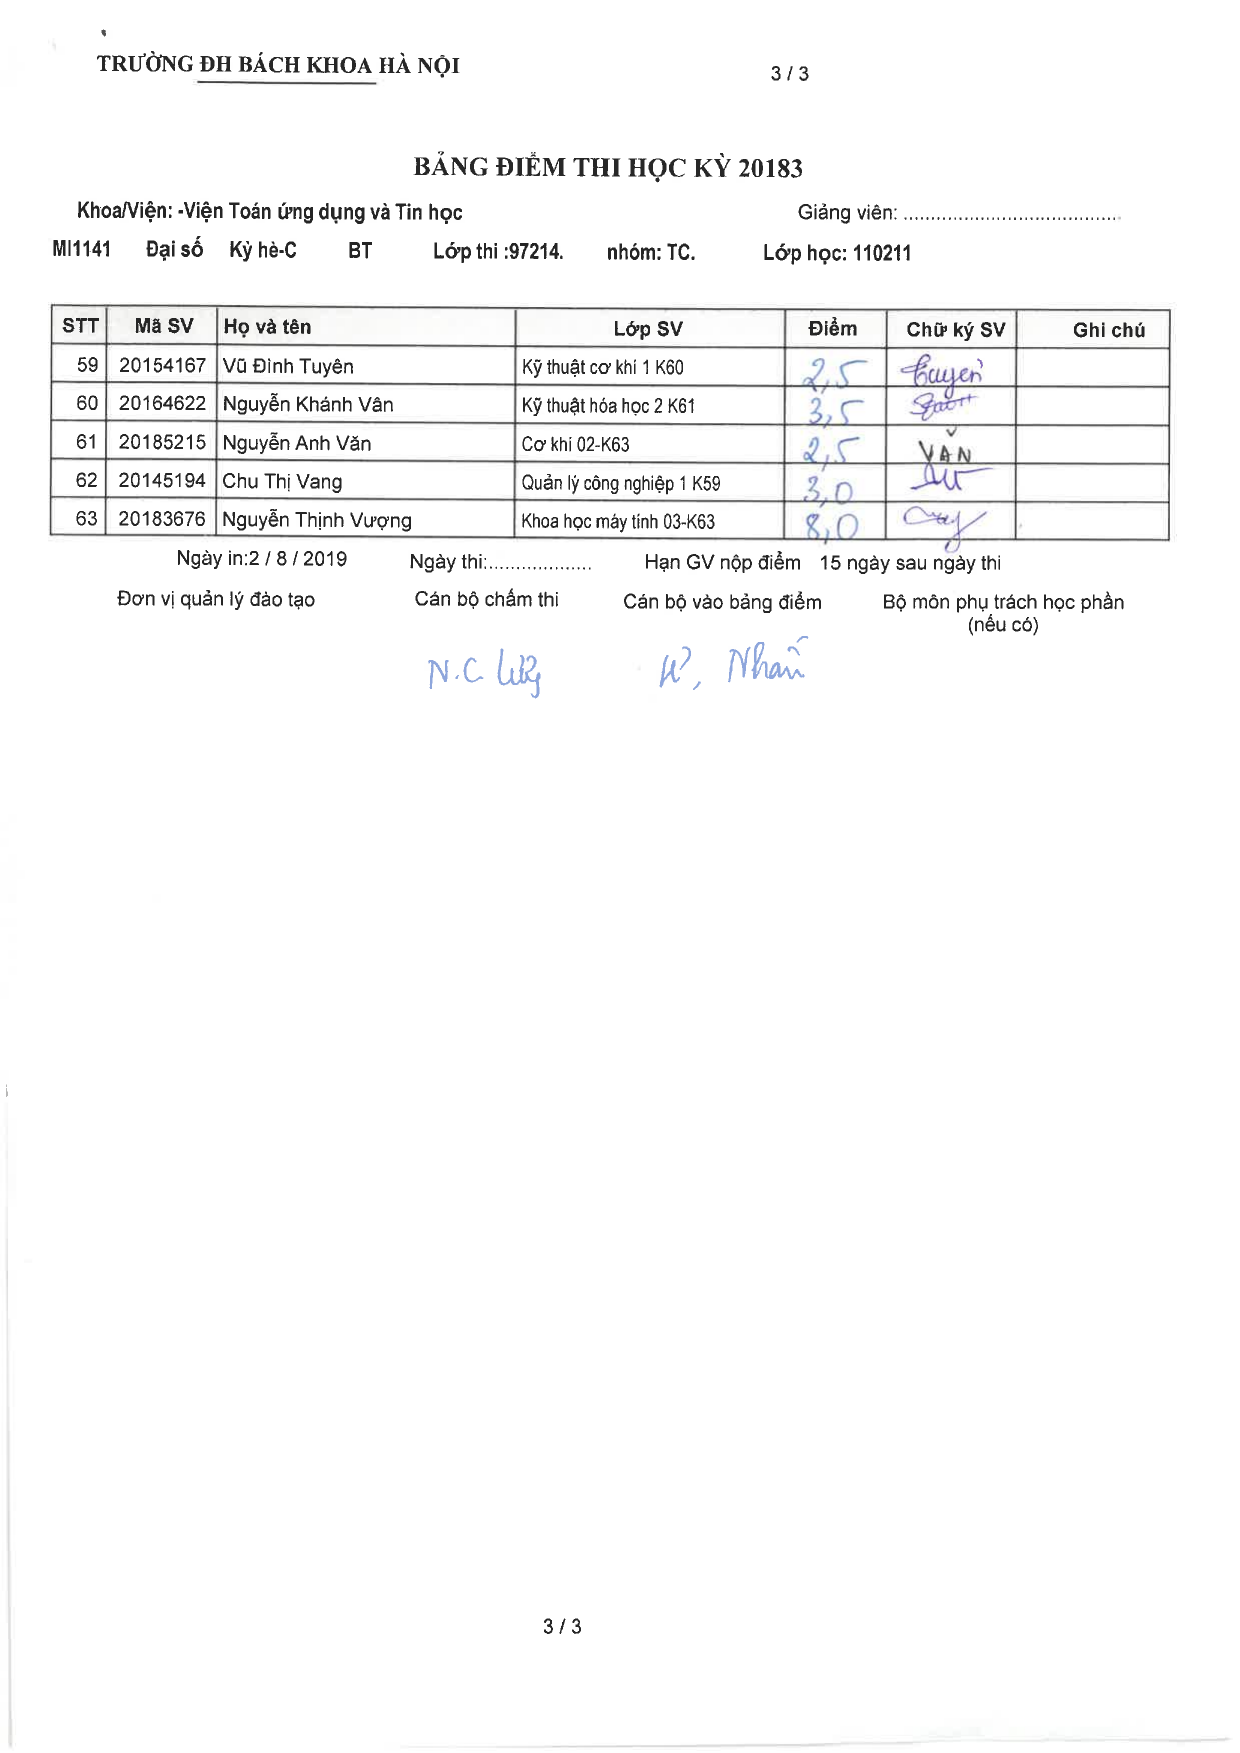 TRƯỜNG ĐH BÁCH KHOA HÀ NỘI 3 / 3
BẢNG ĐIỂM THI HỌC KỲ 20183
Khoa/Viện: -Viện Toán ứng dụng và Tin học Giảng viên: .......................................
MI1141 Đại số Kỳ hè-C BT Lớp thi :97214. nhóm: TC. Lớp học: 110211
STT Mã SV Họ và tên Lớp SV Điểm Chữ ký SV Ghi chú
59 20154167 Vũ Đình Tuyên Kỹ thuật cơ khí 1 K60 2,5
60 20164622 Nguyễn Khánh Vân Kỹ thuật hóa học 2 K61 3,5
61 20185215 Nguyễn Anh Văn Cơ khí 02-K63 2,5 VĂN
62 20145194 Chu Thị Vang Quản lý công nghiệp 1 K59 3,0
63 20183676 Nguyễn Thịnh Vượng Khoa học máy tính 03-K63 8,0
Ngày in:2 / 8 / 2019 Ngày thi:................... Hạn GV nộp điểm 15 ngày sau ngày thi
Đơn vị quản lý đào tạo Cán bộ chấm thi Cán bộ vào bảng điểm Bộ môn phụ trách học phần
(nếu có)
N.C
3 / 3